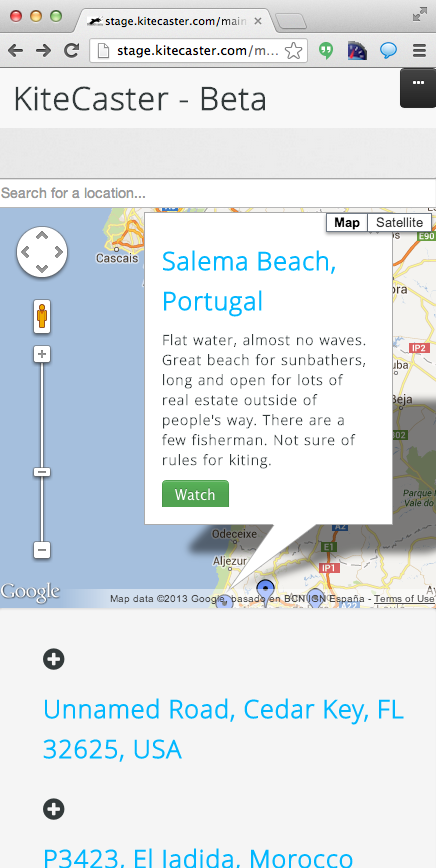 stage.kitecaster.com/main
stage.kitecaster.com/m...
KiteCaster - Beta
Search for a location...
Map Satellite
E90
Cascais
Salema Beach,
Portugal
IP2
Flat water, almost no waves.
Great beach for sunbathers,
long and open for lots of
real estate outside of
people's way. There are a
few fisherman. Not sure of
rules for kiting.
Beja
Watch
Parque
A2
Odeceixe
E1
Aljezur
IP1
Google
Map data ©2013 Google, basado en BCN IGN España - Terms of Use
A22
Unnamed Road, Cedar Key, FL
32625, USA
P3423, El Jadida, Morocco